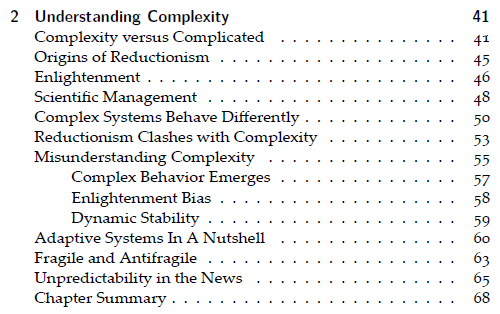 2 Understanding Complexity 41
Complexity versus Complicated . . . . . . . . . . . . . . . 41
Origins of Reductionism . . . . . . . . . . . . . . . . . . . 45
Enlightenment . . . . . . . . . . . . . . . . . . . . . . . . 46
Scientific Management . . . . . . . . . . . . . . . . . . . . 48
Complex Systems Behave Differently . . . . . . . . . . . . . 50
Reductionism Clashes with Complexity . . . . . . . . . . . 53
Misunderstanding Complexity . . . . . . . . . . . . . . . . 55
Complex Behavior Emerges . . . . . . . . . . . . . . . 57
Enlightenment Bias . . . . . . . . . . . . . . . . . . . 58
Dynamic Stability . . . . . . . . . . . . . . . . . . . . 59
Adaptive Systems In A Nutshell . . . . . . . . . . . . . . . 60
Fragile and Antifragile . . . . . . . . . . . . . . . . . . . . 63
Unpredictability in the News . . . . . . . . . . . . . . . . . 65
Chapter Summary . . . . . . . . . . . . . . . . . . . . . . . 68